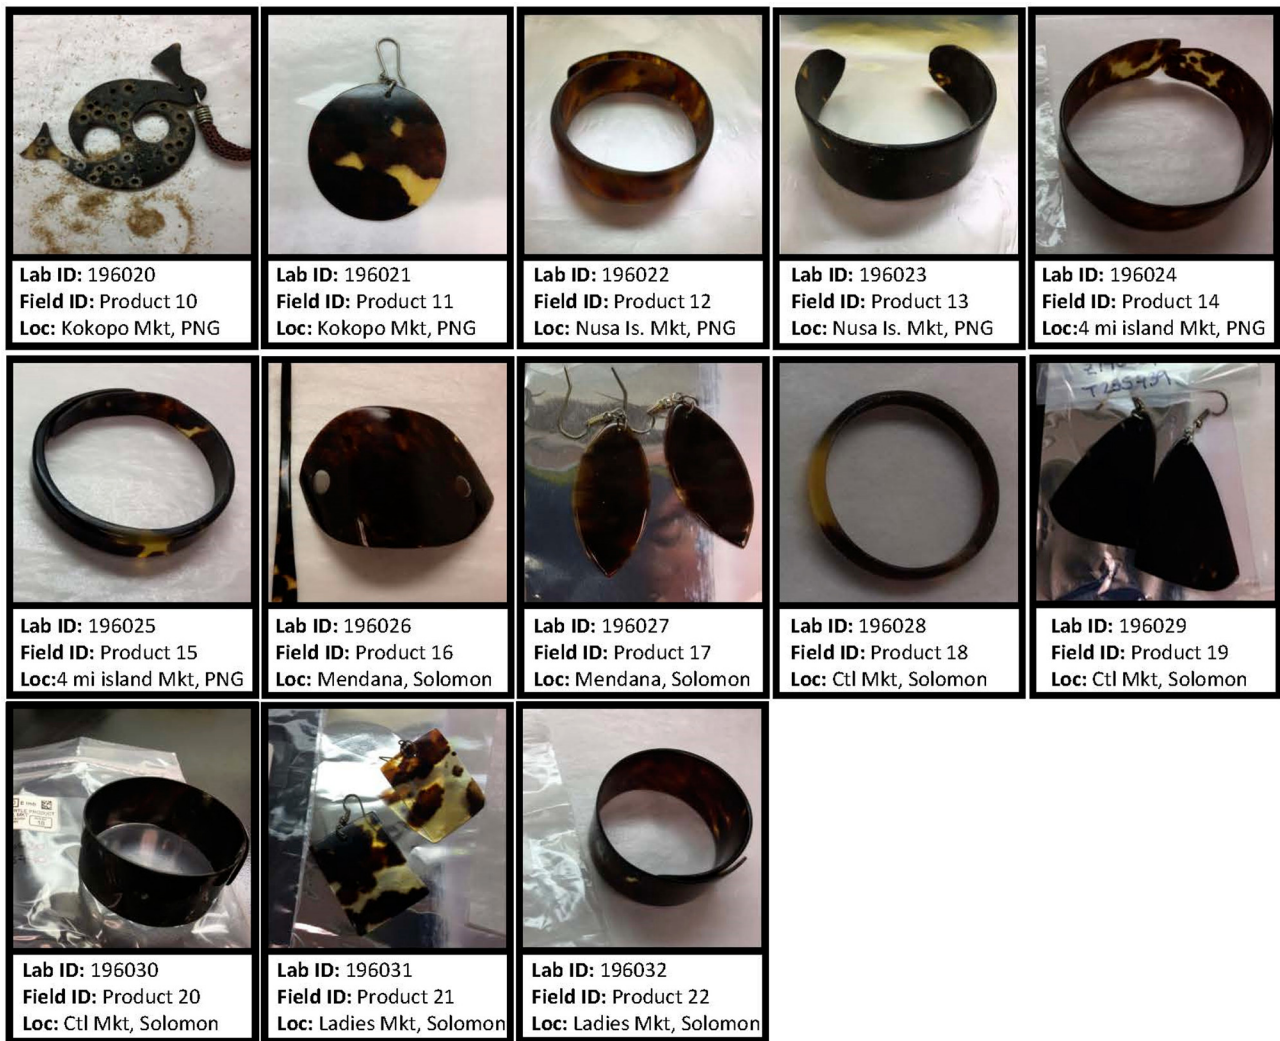 Lab ID: 196020
Field ID: Product 10
Loc: Kokopo Mkt, PNG
Lab ID: 196021
Field ID: Product 11
Loc: Kokopo Mkt, PNG
Lab ID: 196022
Field ID: Product 12
Loc: Nusa Is. Mkt, PNG
Lab ID: 196023
Field ID: Product 13
Loc: Nusa Is. Mkt, PNG
Lab ID: 196024
Field ID: Product 14
Loc:4 mi island Mkt, PNG
Lab ID: 196025
Field ID: Product 15
Loc:4 mi island Mkt, PNG
Lab ID: 196026
Field ID: Product 16
Loc: Mendana, Solomon
Lab ID: 196027
Field ID: Product 17
Loc: Mendana, Solomon
Lab ID: 196028
Field ID: Product 18
Loc: Ctl Mkt, Solomon
Lab ID: 196029
Field ID: Product 19
Loc: Ctl Mkt, Solomon
Lab ID: 196030
Field ID: Product 20
Loc: Ctl Mkt, Solomon
Lab ID: 196031
Field ID: Product 21
Loc: Ladies Mkt, Solomon
Lab ID: 196032
Field ID: Product 22
Loc: Ladies Mkt, Solomon